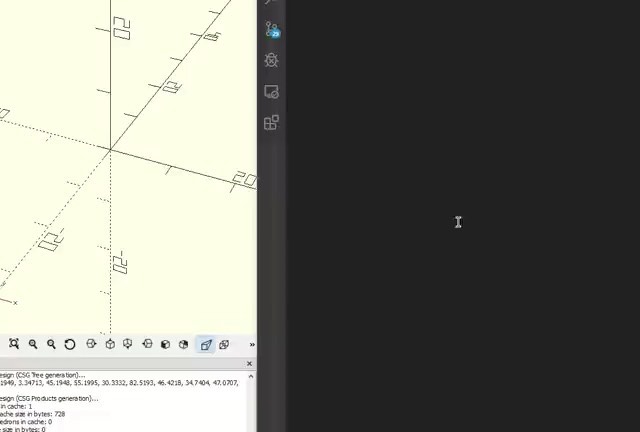 20
20
-20
-20
20
x
esign (CSG Tree generation)...
1949, 3.34713, 45.1948, 55.1995, 30.3332, 82.5193, 46.4218, 34.7404, 47.0707,
esign (CSG Products generation)...
in cache: 1
ache size in bytes: 728
edrons in cache: 0
e size in bytes: 0